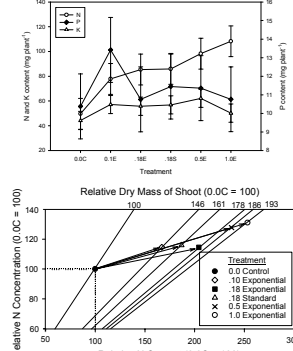 140
120
100
80
60
40
20
16
15
14
13
12
11
10
9
8
N
P
K
N and K content (mg plant⁻¹)
P content (mg plant⁻¹)
0.0C 0.1E .18E .18S 0.5E 1.0E
Treatment
Relative Dry Mass of Shoot (0.0C = 100)
100 146 161 178 186 193
140
120
100
80
60
elative N Concentration (0.0C = 100)
Treatment
0.0 Control
.10 Exponential
.18 Exponential
.18 Standard
0.5 Exponential
1.0 Exponential
50 100 150 200 250